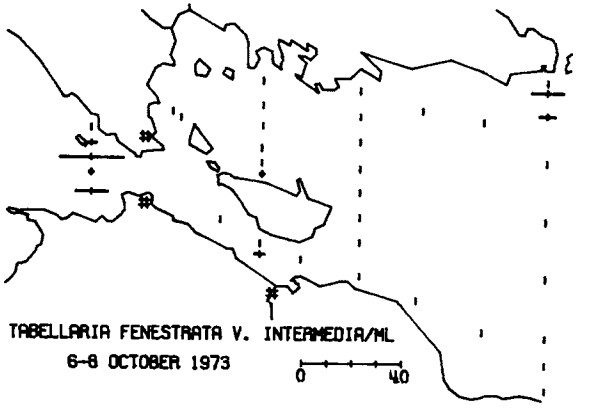 TABELLARIA FENESTRATA V. INTERMEDIA/ML
6-8 OCTOBER 1973
0 40